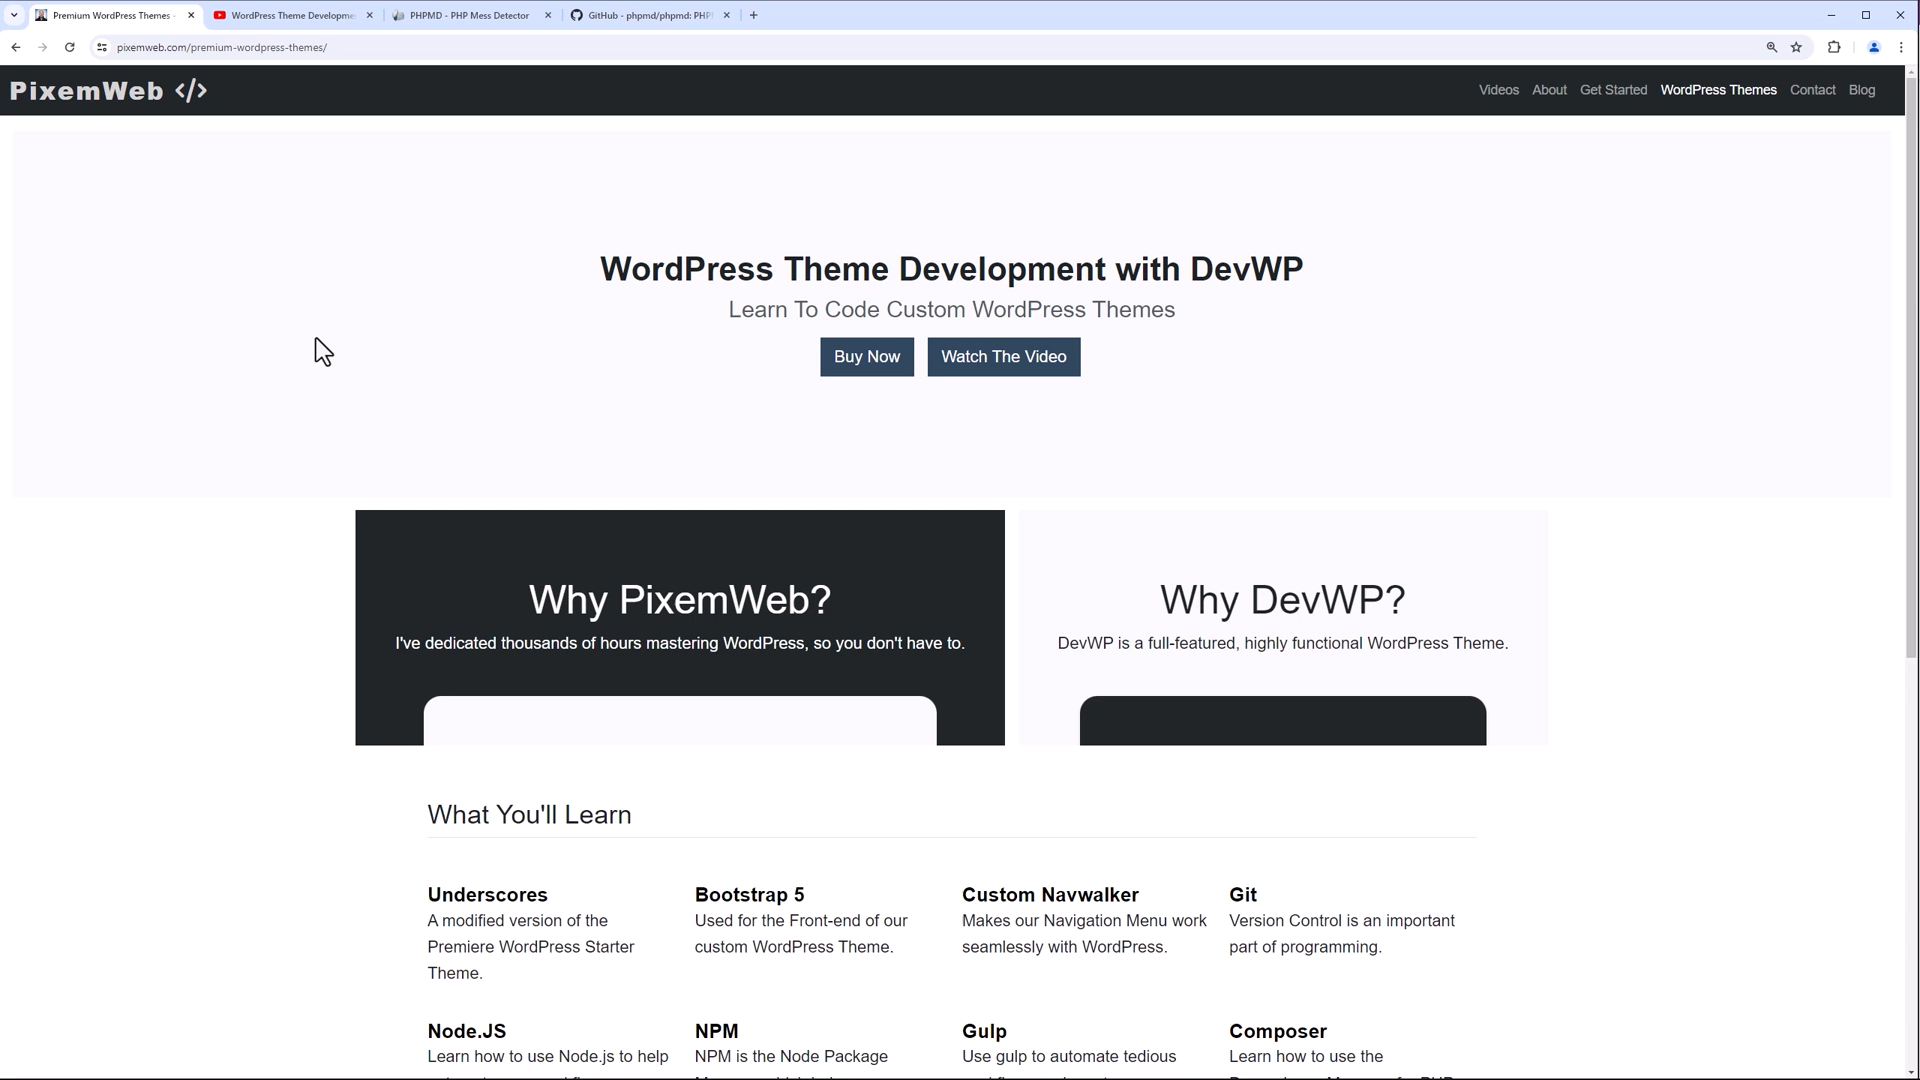 Premium WordPress Themes -
WordPress Theme Developme
PHPMD - PHP Mess Detector
GitHub - phpmd/phpmd: PHP
pixemweb.com/premium-wordpress-themes/
PixemWeb </>
Videos
About
Get Started
WordPress Themes
Contact
Blog
WordPress Theme Development with DevWP
Learn To Code Custom WordPress Themes
Buy Now
Watch The Video
Why PixemWeb?
I've dedicated thousands of hours mastering WordPress, so you don't have to.
Why DevWP?
DevWP is a full-featured, highly functional WordPress Theme.
What You'll Learn
Underscores
A modified version of the
Premiere WordPress Starter
Theme.
Bootstrap 5
Used for the Front-end of our
custom WordPress Theme.
Custom Navwalker
Makes our Navigation Menu work
seamlessly with WordPress.
Git
Version Control is an important
part of programming.
Node.JS
Learn how to use Node.js to help
NPM
NPM is the Node Package
Gulp
Use gulp to automate tedious
Composer
Learn how to use the